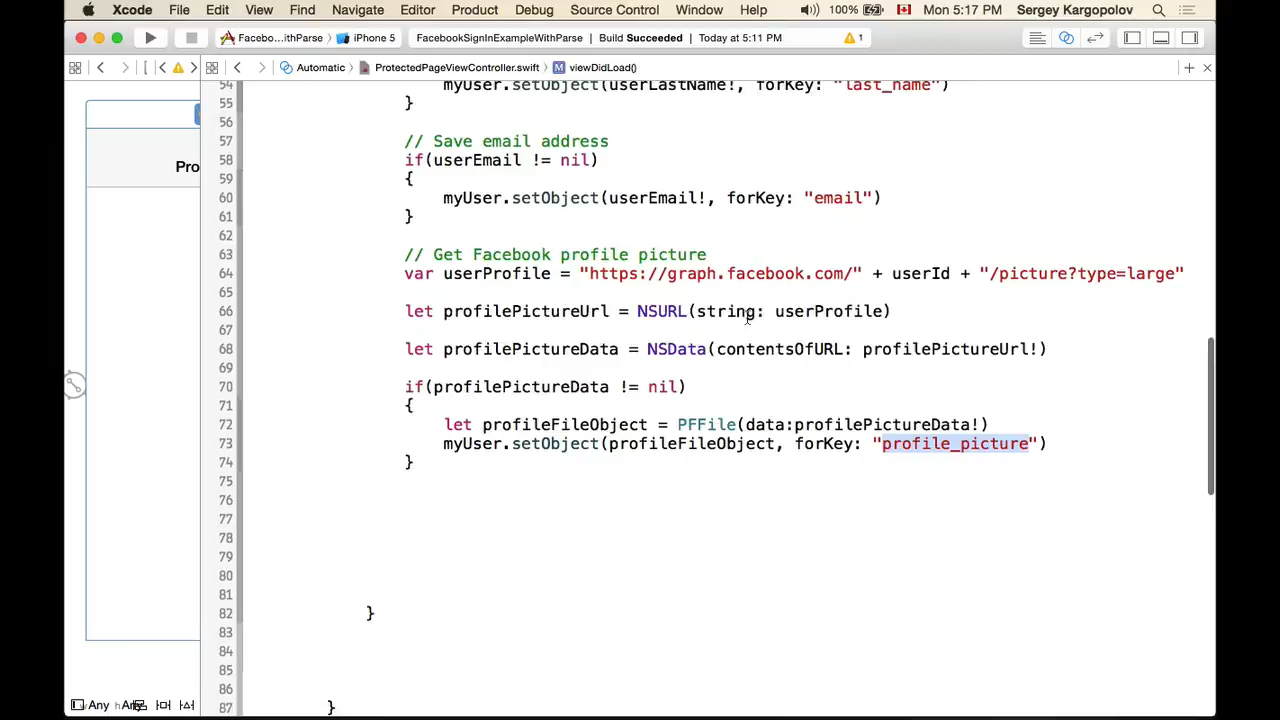 Xcode File Edit View Find Navigate Editor Product Debug Source Control Window Help 100% Mon 5:17 PM Sergey Kargopolov
Facebo...ithParse iPhone 5 FacebookSignInExampleWithParse Build Succeeded Today at 5:11 PM 1
Automatic ProtectedPageViewController.swift M viewDidLoad()
54 myUser.setObject(userLastName!, forKey: "last_name")
55 }
56
57 // Save email address
58 if(userEmail != nil)
59 {
60 myUser.setObject(userEmail!, forKey: "email")
61 }
62
63 // Get Facebook profile picture
64 var userProfile = "https://graph.facebook.com/" + userId + "/picture?type=large"
65
66 let profilePictureUrl = NSURL(string: userProfile)
67
68 let profilePictureData = NSData(contentsOfURL: profilePictureUrl!)
69
70 if(profilePictureData != nil)
71 {
72 let profileFileObject = PFFile(data:profilePictureData!)
73 myUser.setObject(profileFileObject, forKey: "profile_picture")
74 }
75
76
77
78
79
80
81
82 }
83
84
85
86
87 }
Pro
Any